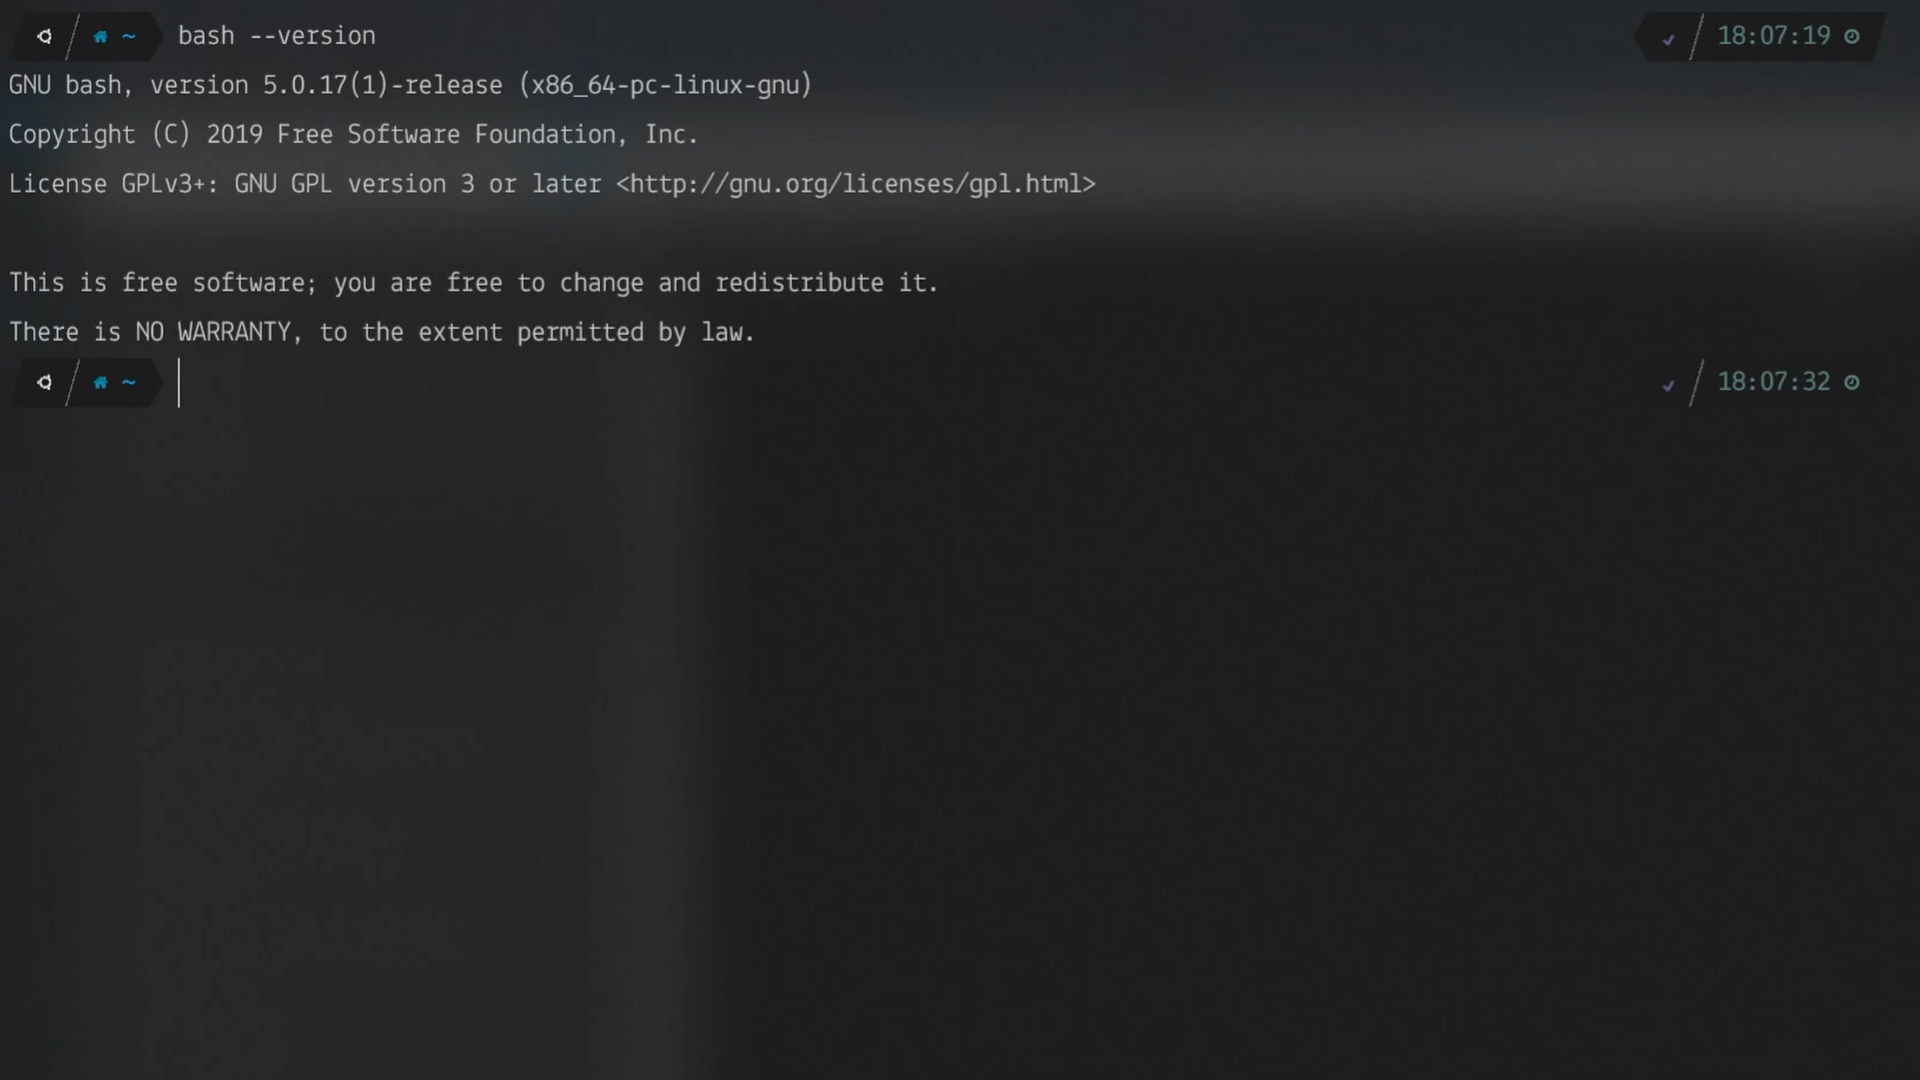 ~ bash --version 18:07:19
GNU bash, version 5.0.17(1)-release (x86_64-pc-linux-gnu)
Copyright (C) 2019 Free Software Foundation, Inc.
License GPLv3+: GNU GPL version 3 or later <http://gnu.org/licenses/gpl.html>
This is free software; you are free to change and redistribute it.
There is NO WARRANTY, to the extent permitted by law.
~ 18:07:32